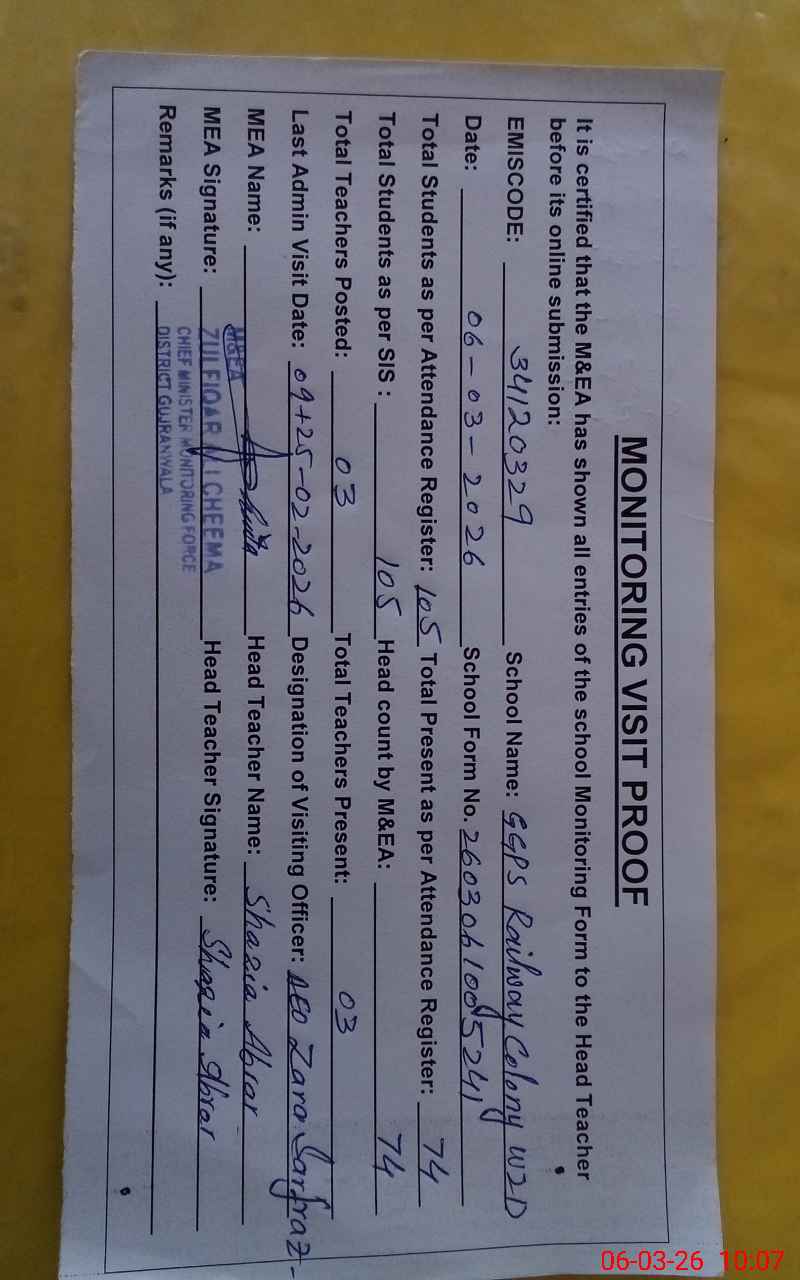 MONITORING VISIT PROOF
It is certified that the M&EA has shown all entries of the school Monitoring Form to the Head Teacher
before its online submission:
EMISCODE: 34120329 School Name: GGPS Railway Colony W2D
Date: 06-03-2026 School Form No. 2603061005241
Total Students as per Attendance Register: 105 Total Present as per Attendance Register: 74
Total Students as per SIS : 105 Head count by M&EA: 74
Total Teachers Posted: 03 Total Teachers Present: 03
Last Admin Visit Date: 09+25-02-2026 Designation of Visiting Officer: AEO Zara Sarfraz-
MEA Name: Head Teacher Name: Shazia Abrar
M&EA
MEA Signature: ZULFIQAR ALI CHEEMA Head Teacher Signature: Shazia Abrar
CHIEF MINISTER MONITORING FORCE
Remarks (if any): DISTRICT GUJRANWALA
06-03-26 10:07